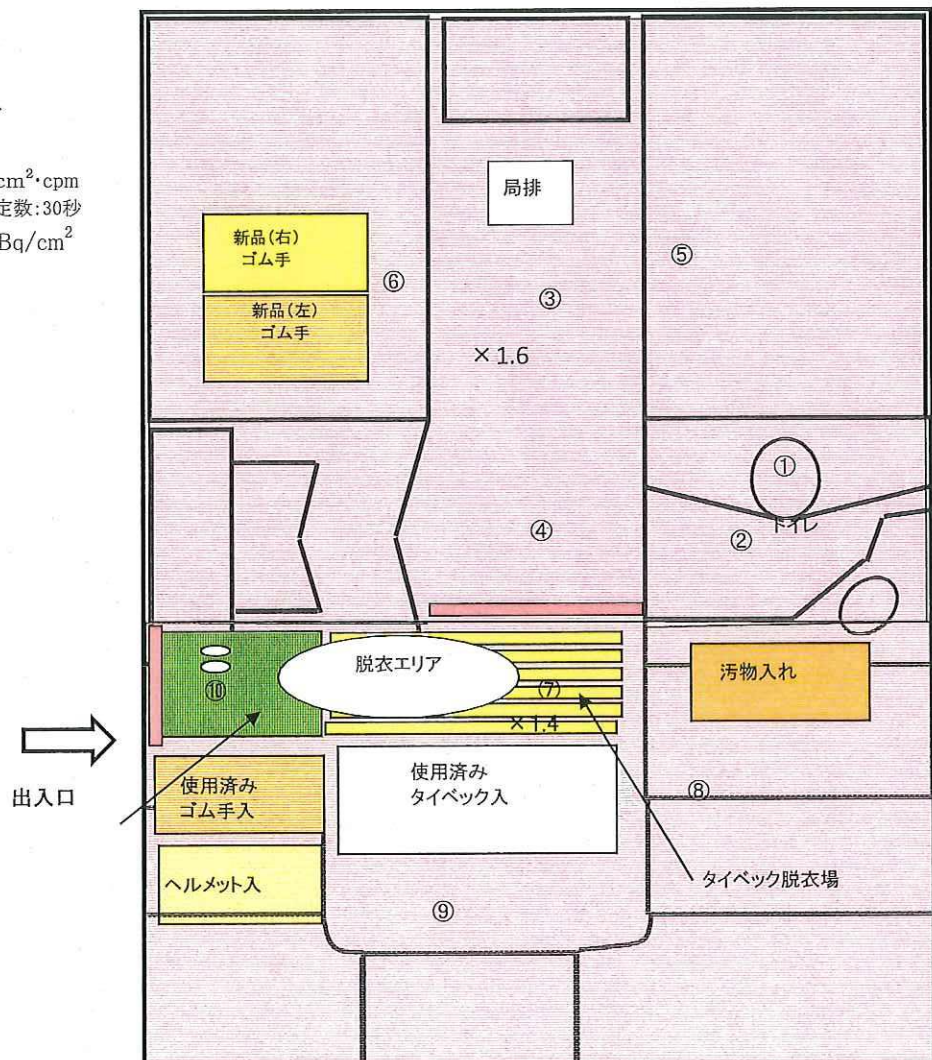 cm²・cpm
定数:30秒
Bq/cm²
局排
新品(右)
ゴム手
新品(左)
ゴム手
⑥
⑤
③
×1.6
①
トイレ
②
④
脱衣エリア
⑩
⑦
×1.4
汚物入れ
出入口
使用済み
ゴム手入
使用済み
タイベック入
⑧
ヘルメット入
タイベック脱衣場
⑨